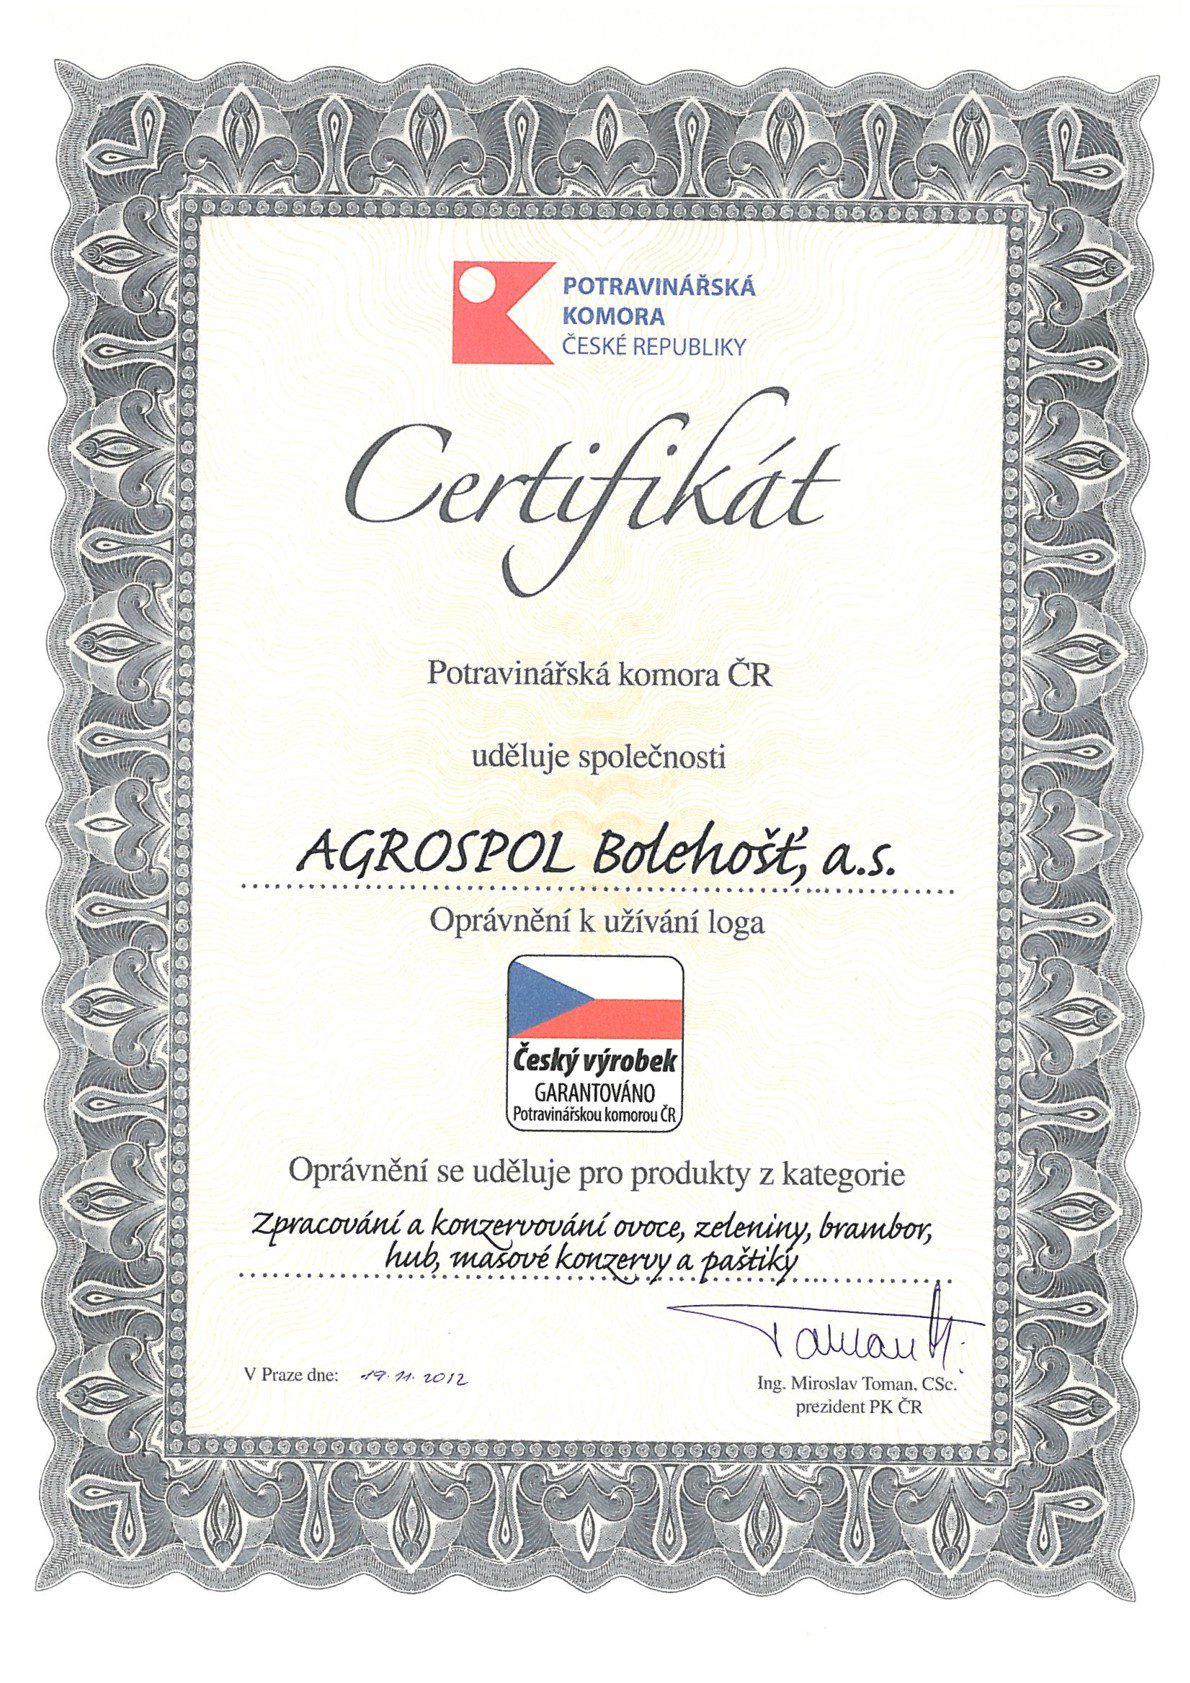 POTRAVINÁŘSKÁ
KOMORA
ČESKÉ REPUBLIKY
Certifikát
Potravinářská komora ČR
uděluje společnosti
AGROSPOL Bolehošť, a.s.
Oprávnění k užívání loga
Český výrobek
GARANTOVÁNO
Potravinářskou komorou ČR
Oprávnění se uděluje pro produkty z kategorie
Zpracování a konzervování ovoce, zeleniny, brambor,
hub, masové konzervy a paštiky
V Praze dne: 19.11.2012
Toman M.
Ing. Miroslav Toman, CSc.
prezident PK ČR